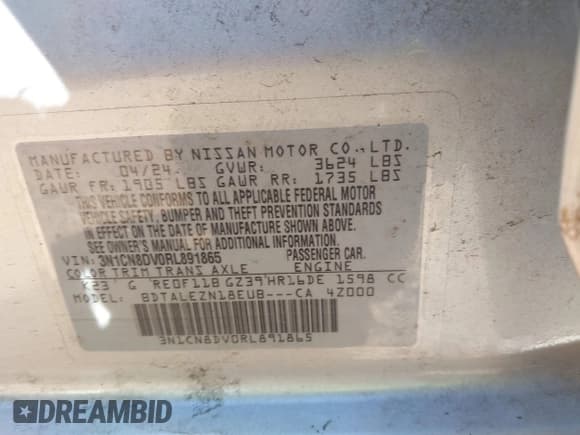 MANUFACTURED BY NISSAN MOTOR CO.,LTD.
DATE: 04/24 GVWR: 3624 LBS
GAWR FR: 1905 LBS GAWR RR: 1735 LBS
THIS VEHICLE CONFORMS TO ALL APPLICABLE FEDERAL MOTOR
VEHICLE SAFETY, BUMPER AND THEFT PREVENTION STANDARDS
IN EFFECT ON THE DATE OF MANUFACTURE SHOWN ABOVE.
SEE OWNER'S MANUAL FOR ADDITIONAL INFORMATION.
VIN: 3N1CN8DV0RL891865 PASSENGER CAR.
COLOR TRIM TRANS AXLE ENGINE
K23 G RE0F11B GZ39 HR16DE 1598 CC
MODEL: BDTALEZN18EUB---CA 4Z000
3N1CN8DV0RL891865
DREAMBID